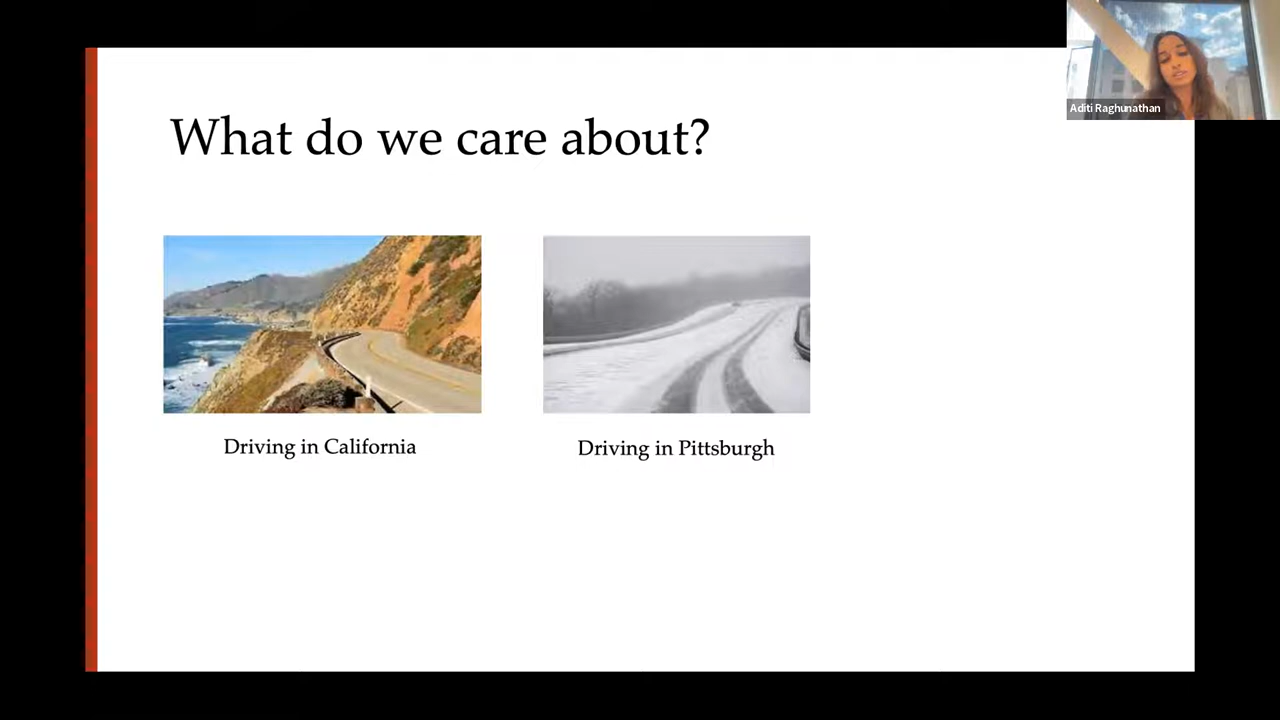 Aditi Raghunathan
What do we care about?
Driving in California
Driving in Pittsburgh